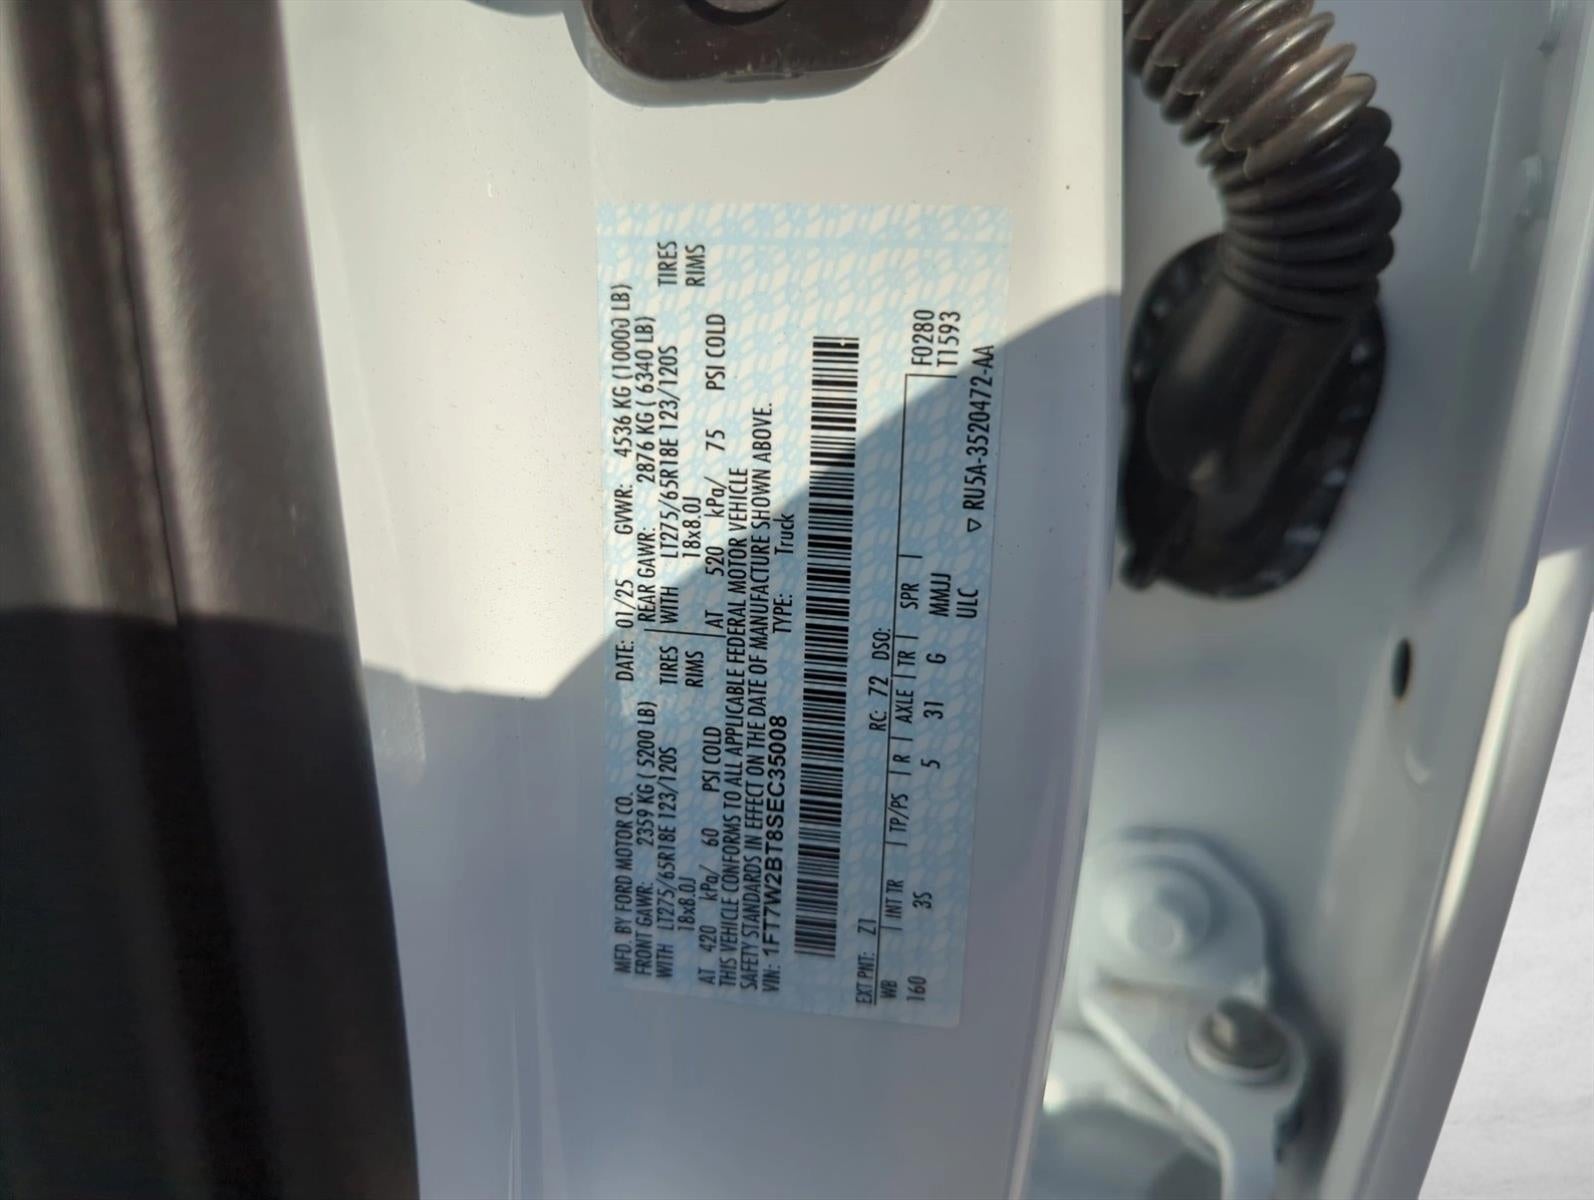 MFD. BY FORD MOTOR CO. DATE: 01/25 GVWR: 4536 KG (10000 LB)
FRONT GAWR: 2359 KG ( 5200 LB) REAR GAWR: 2876 KG ( 6340 LB)
WITH LT275/65R18E 123/120S TIRES WITH LT275/65R18E 123/120S TIRES
18x8.0J RIMS 18x8.0J RIMS
AT 420 kPa/ 60 PSI COLD AT 520 kPa/ 75 PSI COLD
THIS VEHICLE CONFORMS TO ALL APPLICABLE FEDERAL MOTOR VEHICLE
SAFETY STANDARDS IN EFFECT ON THE DATE OF MANUFACTURE SHOWN ABOVE.
VIN: 1FT7W2BT8SEC35008 TYPE: Truck
EXT PNT: Z1 RC: 72 DSO:
WB INT TR TP/PS R AXLE TR SPR F0280
160 3S 5 31 G MMJJ T1593
ULC ▽ RU5A-3520472-AA